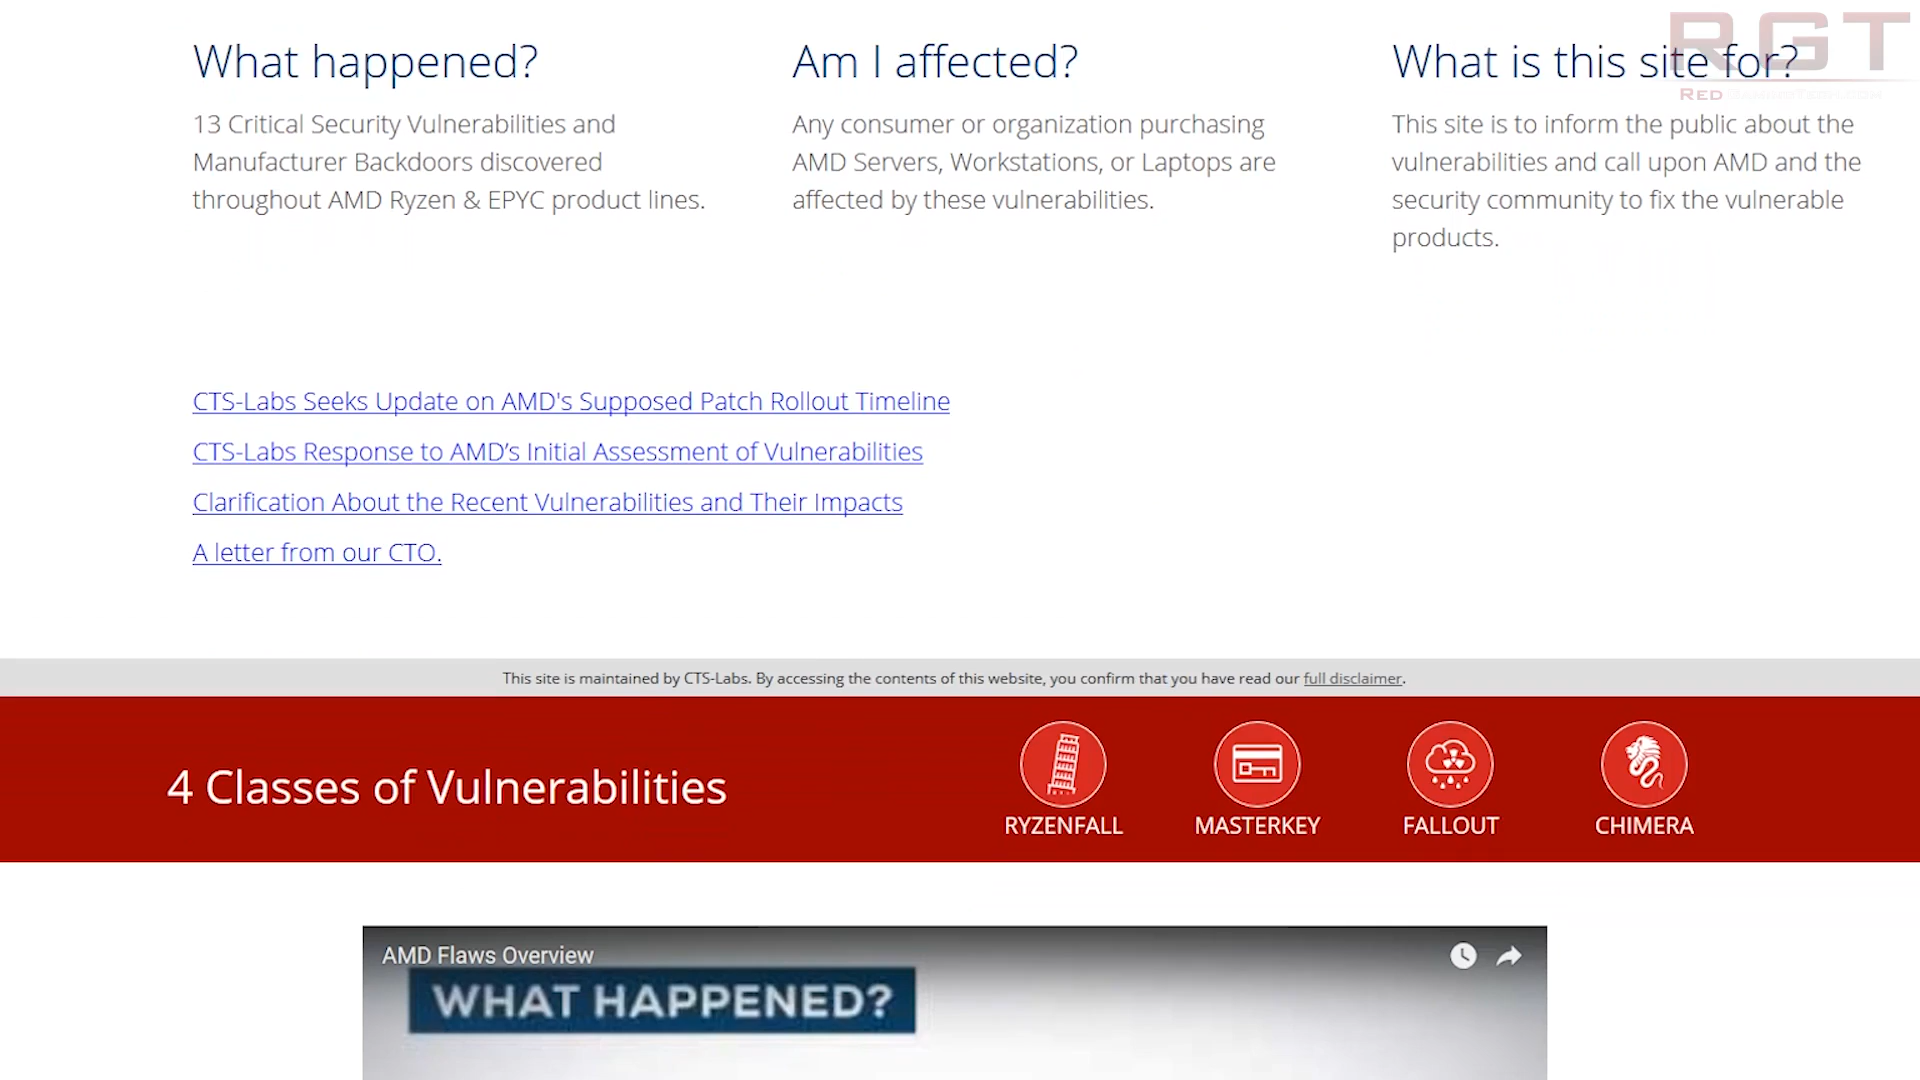 RGT
RED
What happened?
13 Critical Security Vulnerabilities and
Manufacturer Backdoors discovered
throughout AMD Ryzen & EPYC product lines.
Am I affected?
Any consumer or organization purchasing
AMD Servers, Workstations, or Laptops are
affected by these vulnerabilities.
What is this site for?
This site is to inform the public about the
vulnerabilities and call upon AMD and the
security community to fix the vulnerable
products.
CTS-Labs Seeks Update on AMD's Supposed Patch Rollout Timeline
CTS-Labs Response to AMD’s Initial Assessment of Vulnerabilities
Clarification About the Recent Vulnerabilities and Their Impacts
A letter from our CTO.
This site is maintained by CTS-Labs. By accessing the contents of this website, you confirm that you have read our full disclaimer.
4 Classes of Vulnerabilities
RYZENFALL
MASTERKEY
FALLOUT
CHIMERA
AMD Flaws Overview
WHAT HAPPENED?